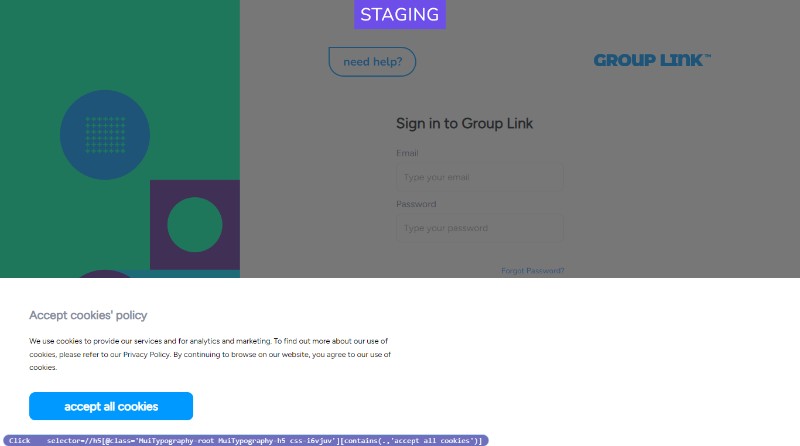 STAGING
need help?
GROUP LINK™
Sign in to Group Link
Email
Type your email
Password
Type your password
Forgot Password?
Accept cookies' policy
We use cookies to provide our services and for analytics and marketing. To find out more about our use of
cookies, please refer to our Privacy Policy. By continuing to browse on our website, you agree to our use of
cookies.
accept all cookies
Click selector=//h5[@class='MuiTypography-root MuiTypography-h5 css-i6vjuv'][contains(.,'accept all cookies')]